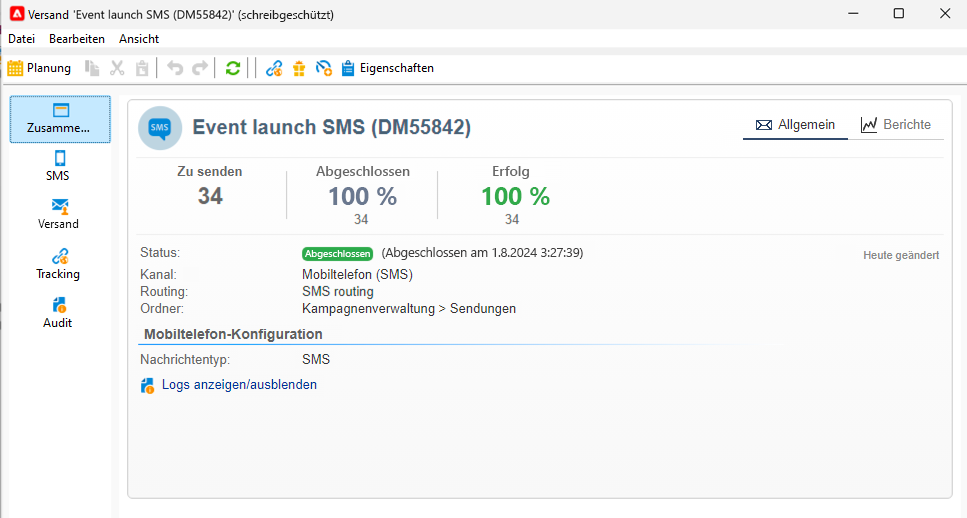 Versand 'Event launch SMS (DM55842)' (schreibgeschützt)
Datei Bearbeiten Ansicht
Planung Eigenschaften
Zusamme...
SMS
Versand
Tracking
Audit
SMS
Event launch SMS (DM55842)
Allgemein Berichte
Zu senden Abgeschlossen Erfolg
34 100 % 100 %
34 34
Status: Abgeschlossen (Abgeschlossen am 1.8.2024 3:27:39) Heute geändert
Kanal: Mobiltelefon (SMS)
Routing: SMS routing
Ordner: Kampagnenverwaltung > Sendungen
Mobiltelefon-Konfiguration
Nachrichtentyp: SMS
Logs anzeigen/ausblenden